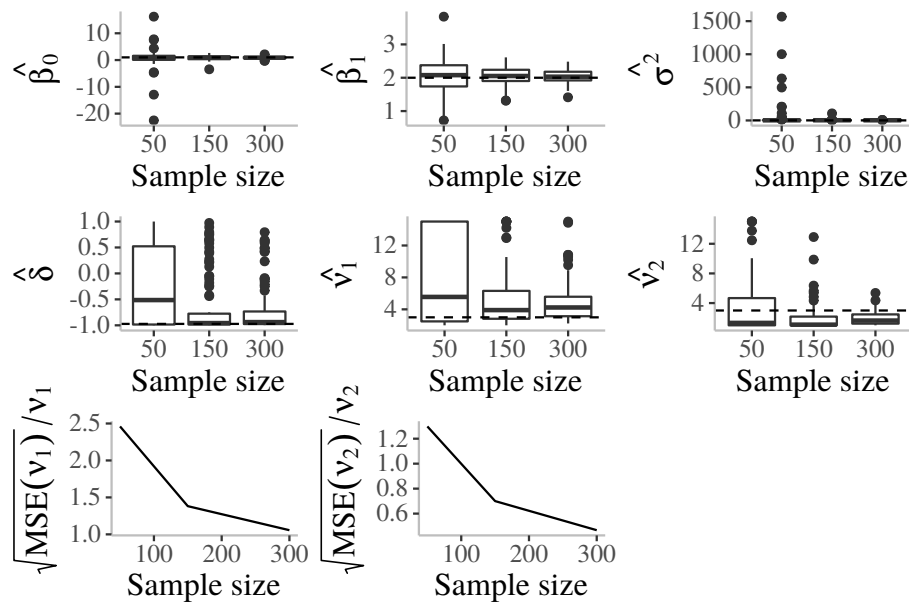 β̂₀
10
0
-10
-20
50 150 300
Sample size
β̂₁
3
2
1
50 150 300
Sample size
σ̂²
1500
1000
500
0
50 150 300
Sample size
δ̂
1.0
0.5
0.0
-0.5
-1.0
50 150 300
Sample size
ν̂₁
12
8
4
50 150 300
Sample size
ν̂₂
12
8
4
50 150 300
Sample size
√MSE(ν₁) /ν₁
2.5
2.0
1.5
1.0
100 200 300
Sample size
√MSE(ν₂) /ν₂
1.2
1.0
0.8
0.6
100 200 300
Sample size